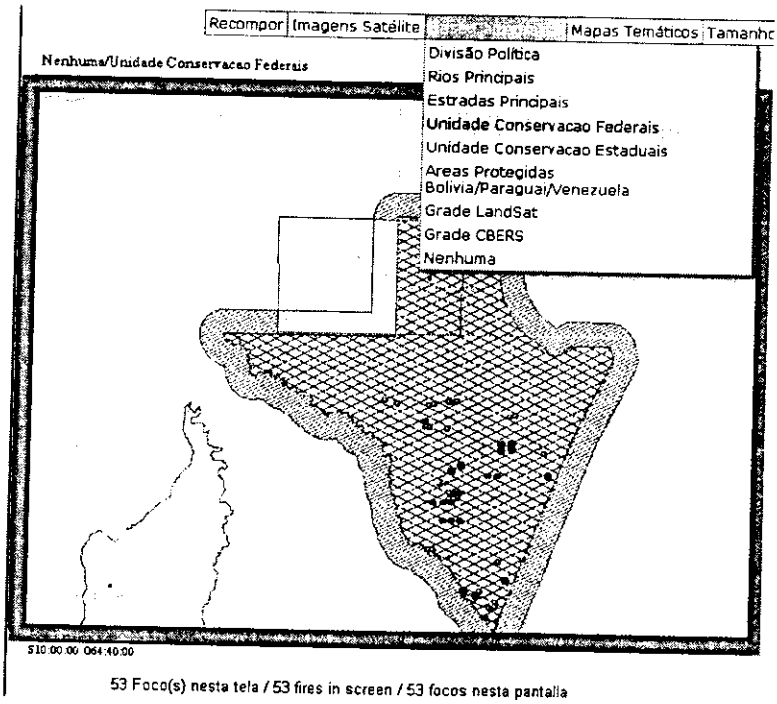 Recompor Imagens Satélite Mapas Temáticos Tamanho
Nenhuma/Unidade Conservacao Federais
Divisão Política
Rios Principais
Estradas Principais
Unidade Conservacao Federais
Unidade Conservacao Estaduais
Areas Protegidas
Bolivia/Paraguai/Venezuela
Grade LandSat
Grade CBERS
Nenhuma
S10:00:00 O64:40:00
53 Foco(s) nesta tela / 53 fires in screen / 53 focos nesta pantalla